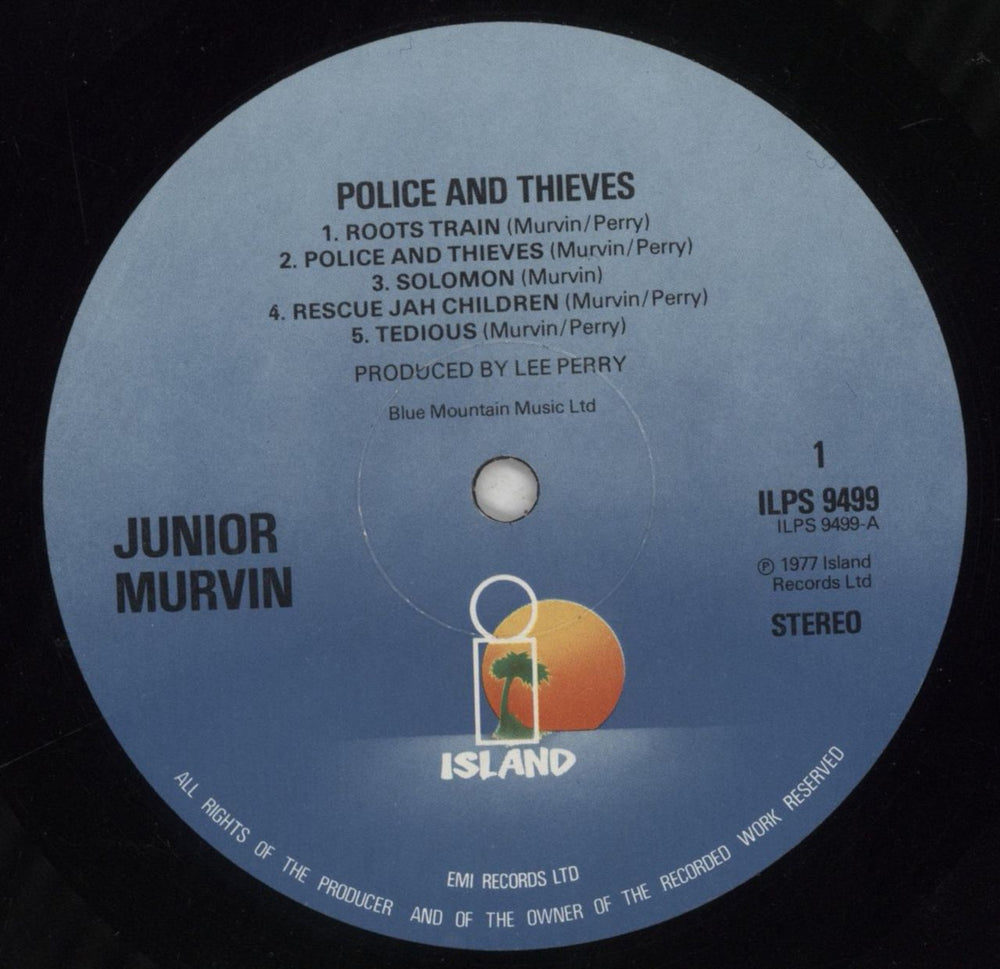 POLICE AND THIEVES
1. ROOTS TRAIN (Murvin/Perry)
2. POLICE AND THIEVES (Murvin/Perry)
3. SOLOMON (Murvin)
4. RESCUE JAH CHILDREN (Murvin/Perry)
5. TEDIOUS (Murvin/Perry)
PRODUCED BY LEE PERRY
Blue Mountain Music Ltd
JUNIOR
MURVIN
1
ILPS 9499
ILPS 9499-A
℗ 1977 Island
Records Ltd
STEREO
ISLAND
EMI RECORDS LTD
ALL RIGHTS OF THE PRODUCER AND OF THE OWNER OF THE RECORDED WORK RESERVED